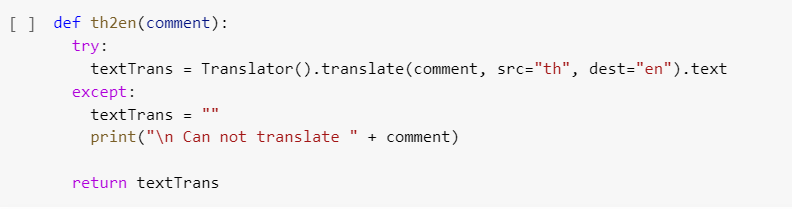 [ ] def th2en(comment):
try:
textTrans = Translator().translate(comment, src="th", dest="en").text
except:
textTrans = ""
print("\n Can not translate " + comment)
return textTrans